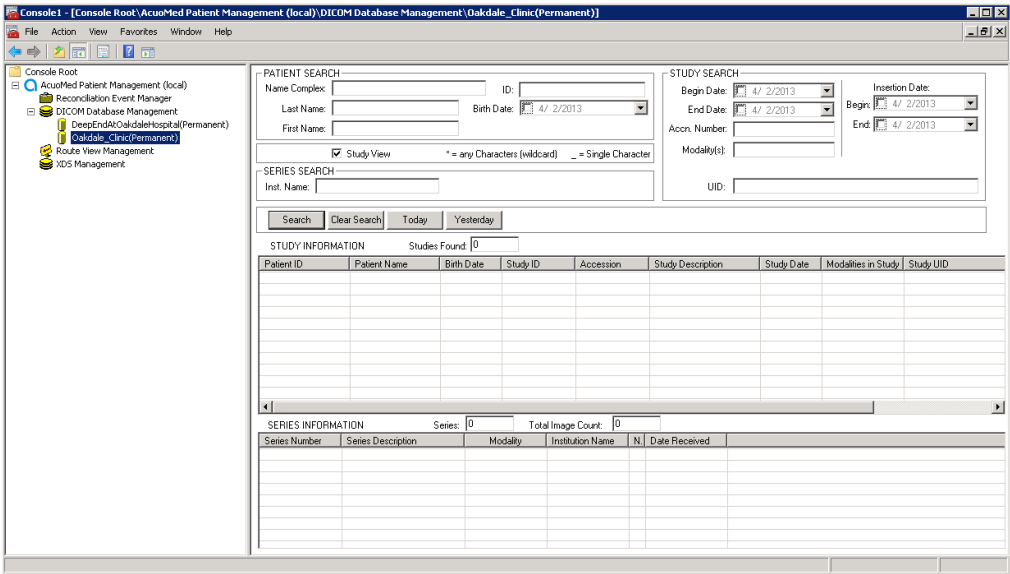 Console1 - [Console Root\AcuoMed Patient Management (local)\DICOM Database Management\Oakdale_Clinic(Permanent)]
File Action View Favorites Window Help
Console Root
AcuoMed Patient Management (local)
Reconciliation Event Manager
DICOM Database Management
DeepEndAtOakdaleHospital(Permanent)
Oakdale_Clinic(Permanent)
Route View Management
XDS Management
PATIENT SEARCH
Name Complex:
ID:
Last Name:
Birth Date: 4/ 2/2013
First Name:
Study View * = any Characters (wildcard) _ = Single Character
SERIES SEARCH
Inst. Name:
STUDY SEARCH
Begin Date: 4/ 2/2013
End Date: 4/ 2/2013
Accn. Number:
Modality(s):
Insertion Date:
Begin: 4/ 2/2013
End: 4/ 2/2013
UID:
Search Clear Search Today Yesterday
STUDY INFORMATION Studies Found: 0
Patient ID Patient Name Birth Date Study ID Accession Study Description Study Date Modalities in Study Study UID
SERIES INFORMATION Series: 0 Total Image Count: 0
Series Number Series Description Modality Institution Name N. Date Received